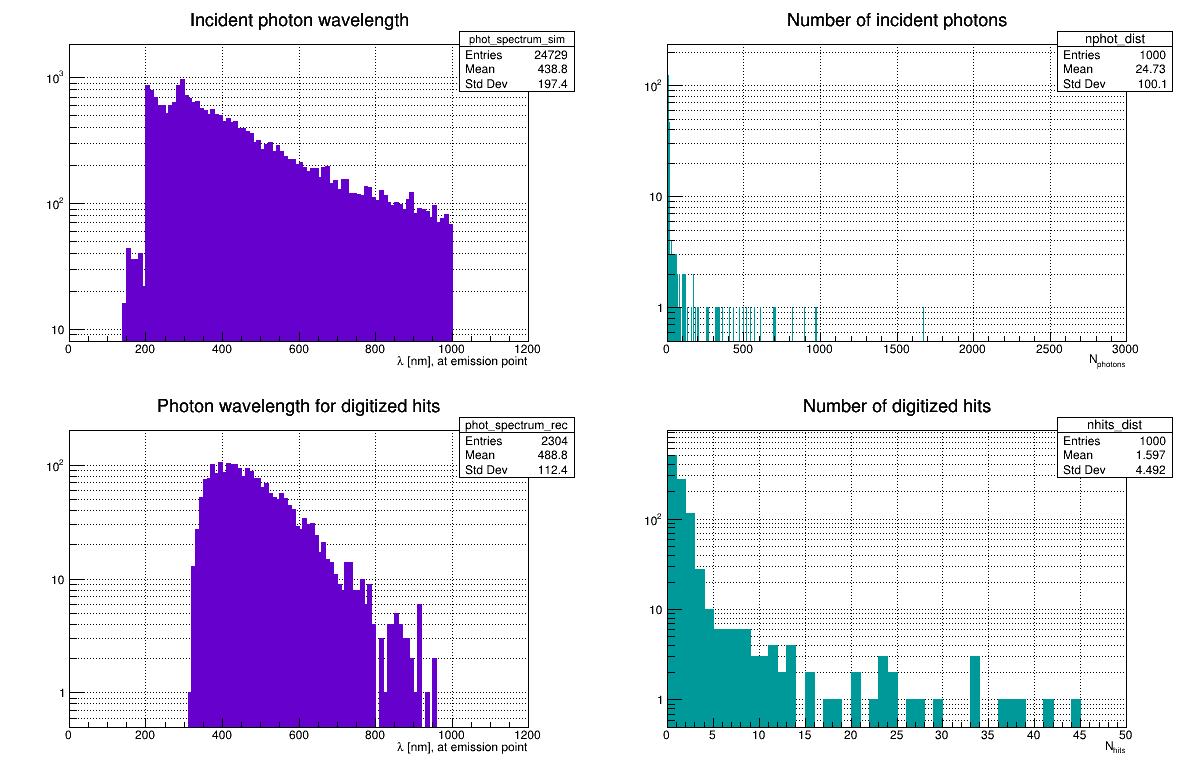 Incident photon wavelength
phot_spectrum_sim
Entries 24729
Mean 438.8
Std Dev 197.4
10³
10²
10
0 200 400 600 800 1000 1200
λ [nm], at emission point
Number of incident photons
nphot_dist
Entries 1000
Mean 24.73
Std Dev 100.1
10²
10
1
0 500 1000 1500 2000 2500 3000
Nphotons
Photon wavelength for digitized hits
phot_spectrum_rec
Entries 2304
Mean 488.8
Std Dev 112.4
10²
10
1
0 200 400 600 800 1000 1200
λ [nm], at emission point
Number of digitized hits
nhits_dist
Entries 1000
Mean 1.597
Std Dev 4.492
10²
10
1
0 5 10 15 20 25 30 35 40 45 50
Nhits